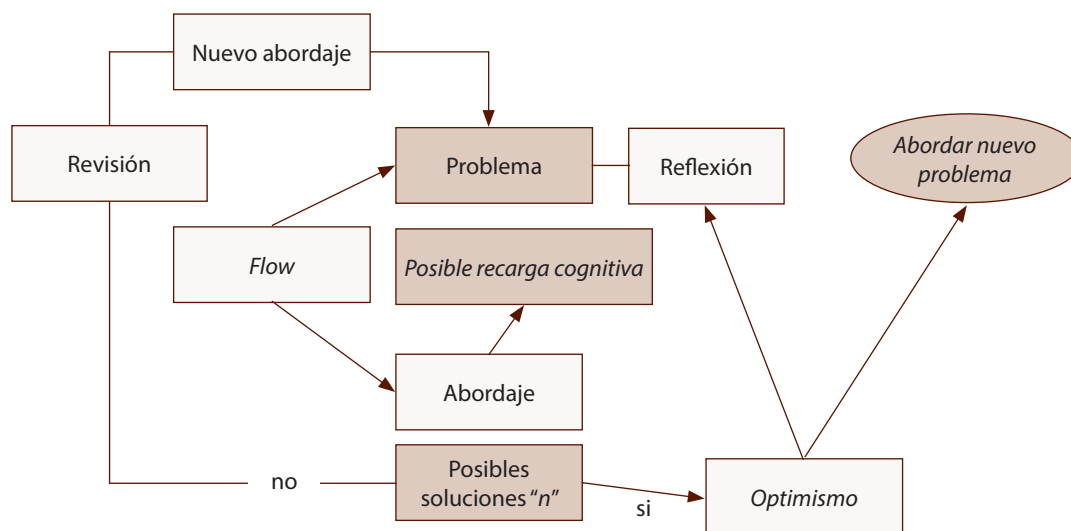 Nuevo abordaje
Revisión
Problema
Reflexión
Abordar nuevo
problema
Flow
Posible recarga cognitiva
Abordaje
no
Posibles
soluciones “n”
si
Optimismo